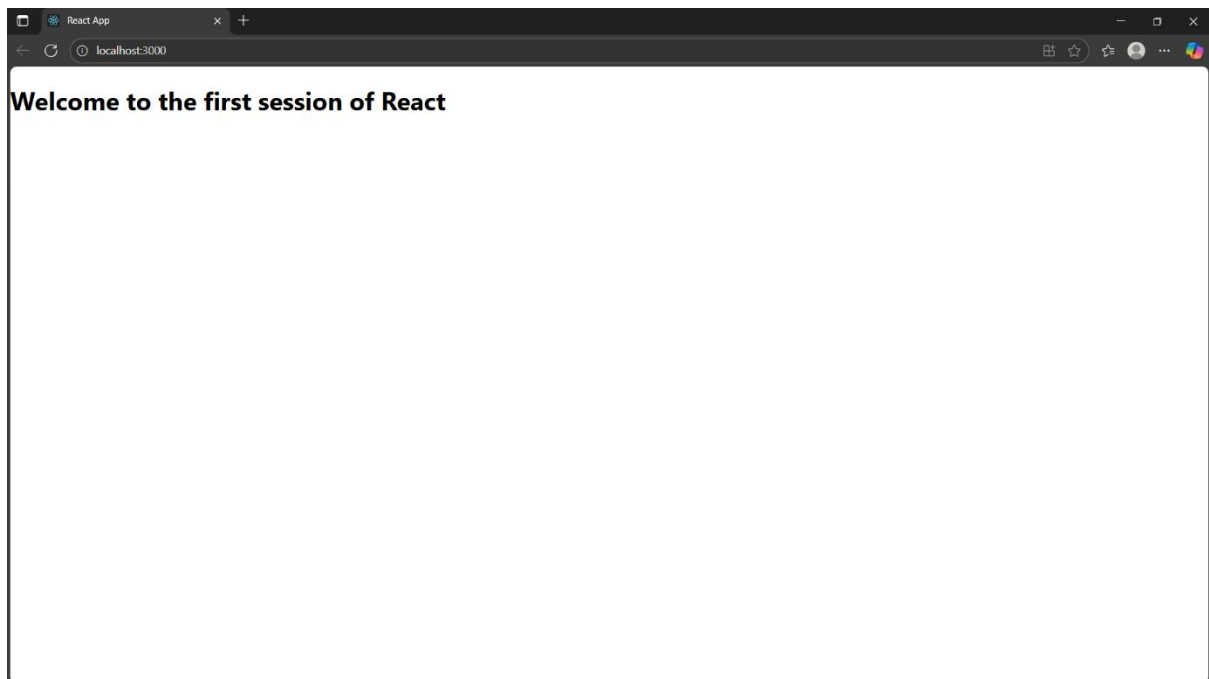 React App
localhost:3000
Welcome to the first session of React